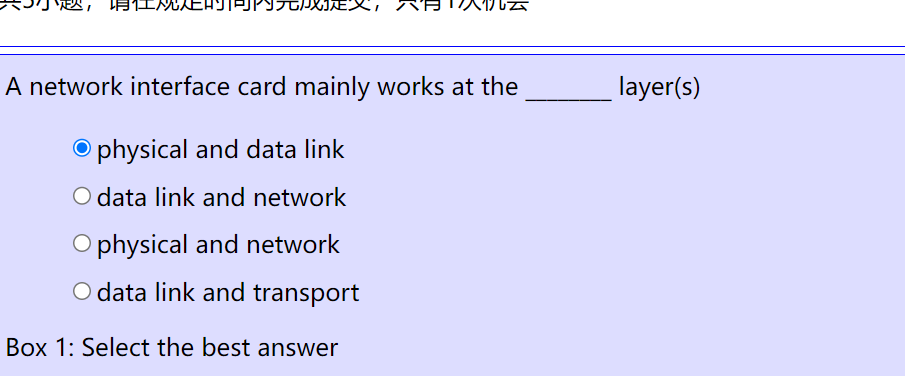 共5小题，请在规定时间内完成提交，只有1次机会
A network interface card mainly works at the ________ layer(s)
physical and data link
data link and network
physical and network
data link and transport
Box 1: Select the best answer